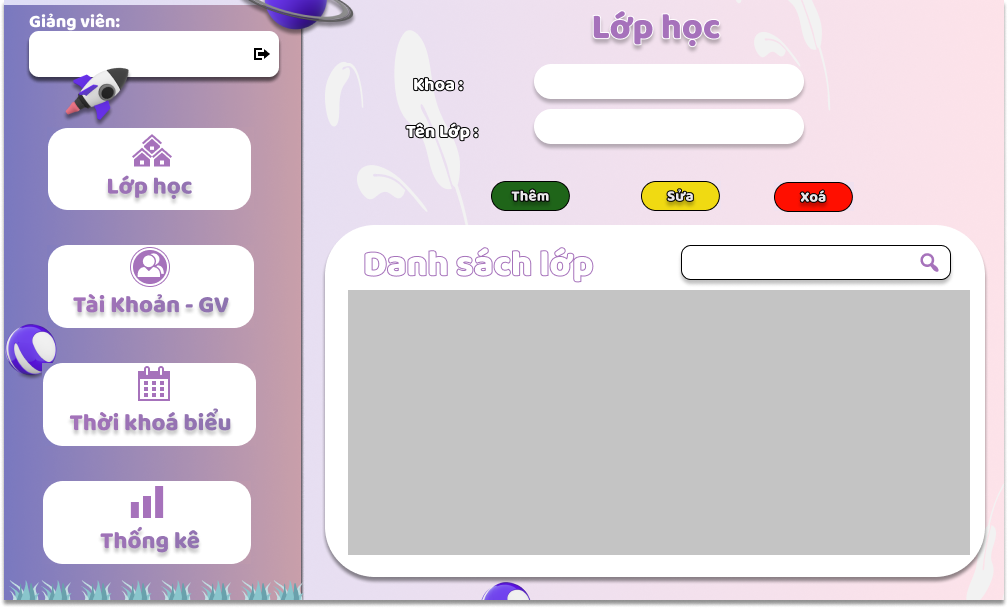 Giảng viên:
Lớp học
Tài Khoản - GV
Thời khoá biểu
Thống kê
Lớp học
Khoa :
Tên Lớp :
Thêm
Sửa
Xoá
Danh sách lớp